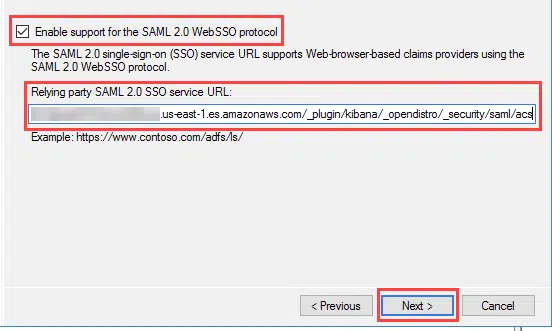 Enable support for the SAML 2.0 WebSSO protocol
The SAML 2.0 single-sign-on (SSO) service URL supports Web-browser-based claims providers using the
SAML 2.0 WebSSO protocol.
Relying party SAML 2.0 SSO service URL:
.us-east-1.es.amazonaws.com/_plugin/kibana/_opendistro/_security/saml/acs
Example: https://www.contoso.com/adfs/ls/
< Previous Next > Cancel